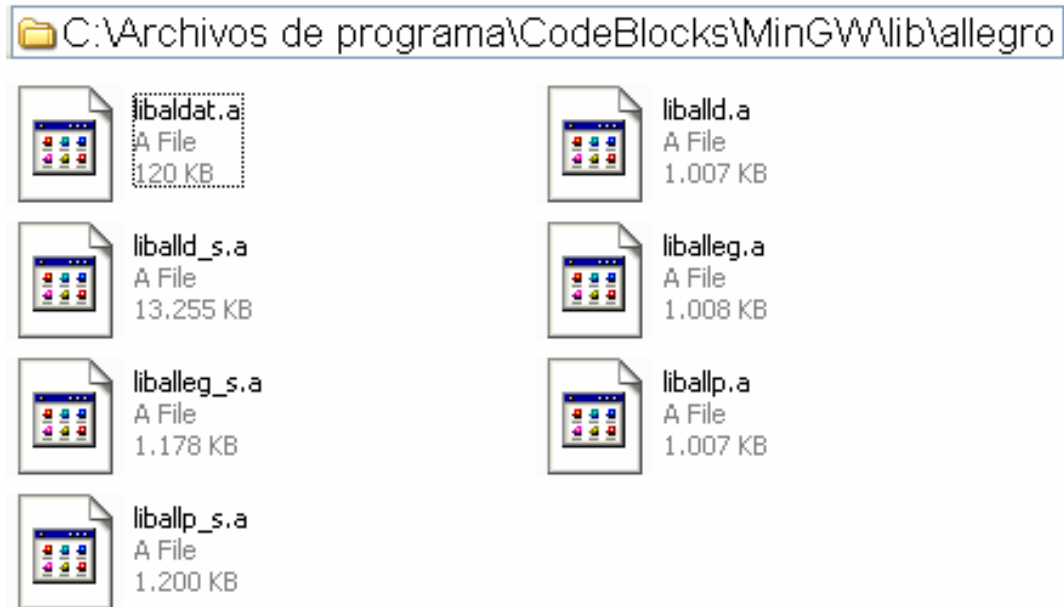 C:\Archivos de programa\CodeBlocks\MinGW\lib\allegro
libaldat.a
A File
120 KB
liballd.a
A File
1.007 KB
liballd_s.a
A File
13.255 KB
liballeg.a
A File
1.008 KB
liballeg_s.a
A File
1.178 KB
liballp.a
A File
1.007 KB
liballp_s.a
A File
1.200 KB